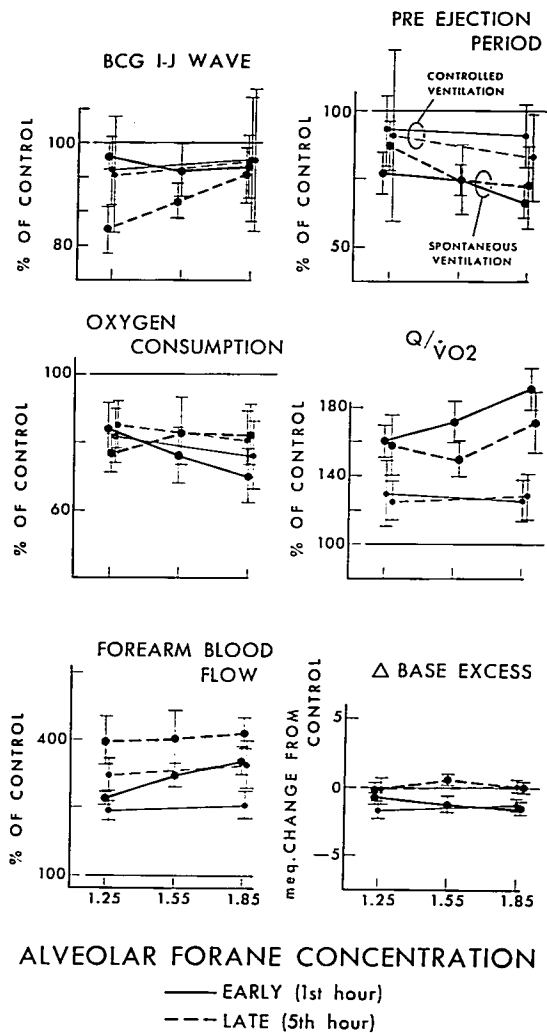 BCG I-J WAVE
% OF CONTROL
100
80
PRE EJECTION
PERIOD
% OF CONTROL
100
50
CONTROLLED
VENTILATION
SPONTANEOUS
VENTILATION
OXYGEN
CONSUMPTION
% OF CONTROL
100
60
Q/V̇O2
% OF CONTROL
180
140
100
FOREARM BLOOD
FLOW
% OF CONTROL
400
100
1.25 1.55 1.85
Δ BASE EXCESS
meq. CHANGE FROM
CONTROL
5
0
–5
1.25 1.55 1.85
ALVEOLAR FORANE CONCENTRATION
EARLY (1st hour)
LATE (5th hour)